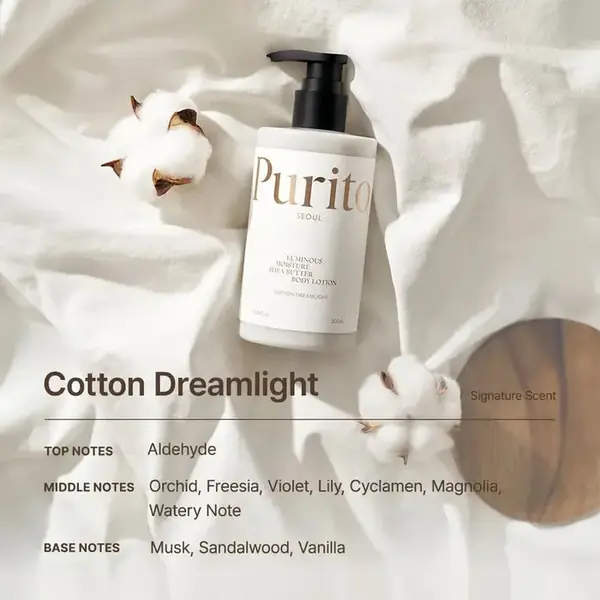 Purito
SEOUL
LUMINOUS
MOISTURE
SHEA BUTTER
BODY LOTION
COTTON DREAMLIGHT
Cotton Dreamlight
Signature Scent
TOP NOTES Aldehyde
MIDDLE NOTES Orchid, Freesia, Violet, Lily, Cyclamen, Magnolia,
Watery Note
BASE NOTES Musk, Sandalwood, Vanilla